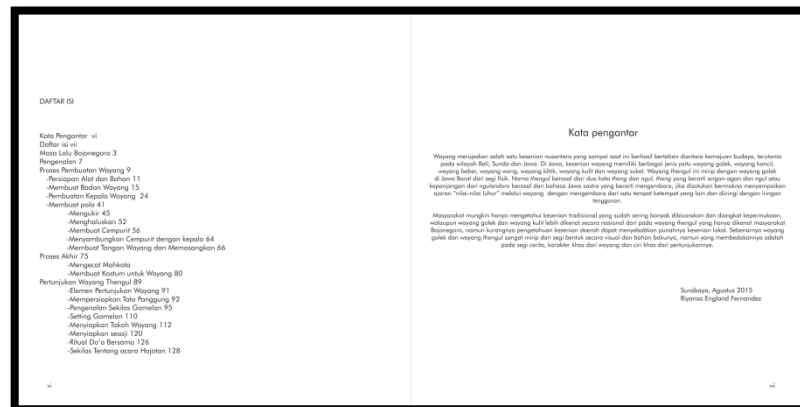 DAFTAR ISI
Kata Pengantar vi
Daftar isi vii
Masa Lalu Bojonegoro 3
Pengenalan 7
Proses Pembuatan Wayang 9
-Persiapan Alat dan Bahan 11
-Membuat Badan Wayang 15
-Pembuatan Kepala Wayang 24
-Membuat pola 41
-Mengukir 45
-Menghaluskan 52
-Membuat Cempurit 56
-Menyambungkan Cempurit dengan kepala 64
-Membuat Tangan Wayang dan Memasangkan 66
Proses Akhir 75
-Mengecat Mahkota
-Membuat Kostum untuk Wayang 80
Pertunjukan Wayang Thengul 89
-Elemen Pertunjukan Wayang 91
-Mempersiapkan Tata Panggung 92
-Pengenalan Sekilas Gamelan 95
-Setting Gamelan 110
-Menyiapkan Tokoh Wayang 112
-Menyiapkan sesaji 120
-Ritual Do'a Bersama 126
-Sekilas Tentang acara Hajatan 128
vi
Kata pengantar
Wayang merupakan salah satu kesenian nusantara yang sampai saat ini berhasil bertahan diantara kemajuan budaya, terutama
pada wilayah Bali, Sunda dan Jawa. Di Jawa, kesenian wayang memiliki berbagai jenis yaitu wayang golek, wayang kancil,
wayang beber, wayang wong, wayang klitik, wayang kulit dan wayang suket. Wayang thengul ini mirip dengan wayang golek
di Jawa Barat dari segi fisik. Nama thengul berasal dari dua kata theng dan ngul, theng yang berarti angan-agan dan ngul atau
kepanjangan dari ngulandara berasal dari bahasa Jawa sastra yang berarti mengembara, jika disatukan bermakna menyampaikan
ajaran "nilai-nilai luhur" melalui wayang dengan mengembara dari satu tempat ketempat yang lain dan diiringi dengan iringan
tanggaran.
Masyarakat mungkin hanya mengetahui kesenian tradisional yang sudah sering banyak dibicarakan dan diangkat kepermukaan,
walaupun wayang golek dan wayang kulit lebih dikenal secara nasional dari pada wayang thengul yang hanya dikenal masyarakat
Bojonegoro, namun kurangnya pengetahuan kesenian daerah dapat menyebabkan punahnya kesenian lokal. Sebenarnya wayang
golek dan wayang thengul sangat mirip dari segi bentuk secara visual dan bahan bakunya, namun yang membedakannya adalah
pada segi cerita, karakter khas dari wayang dan ciri khas dari pertunjukannya.
Surabaya, Agustus 2015
Riyansa England Fernandez
vii